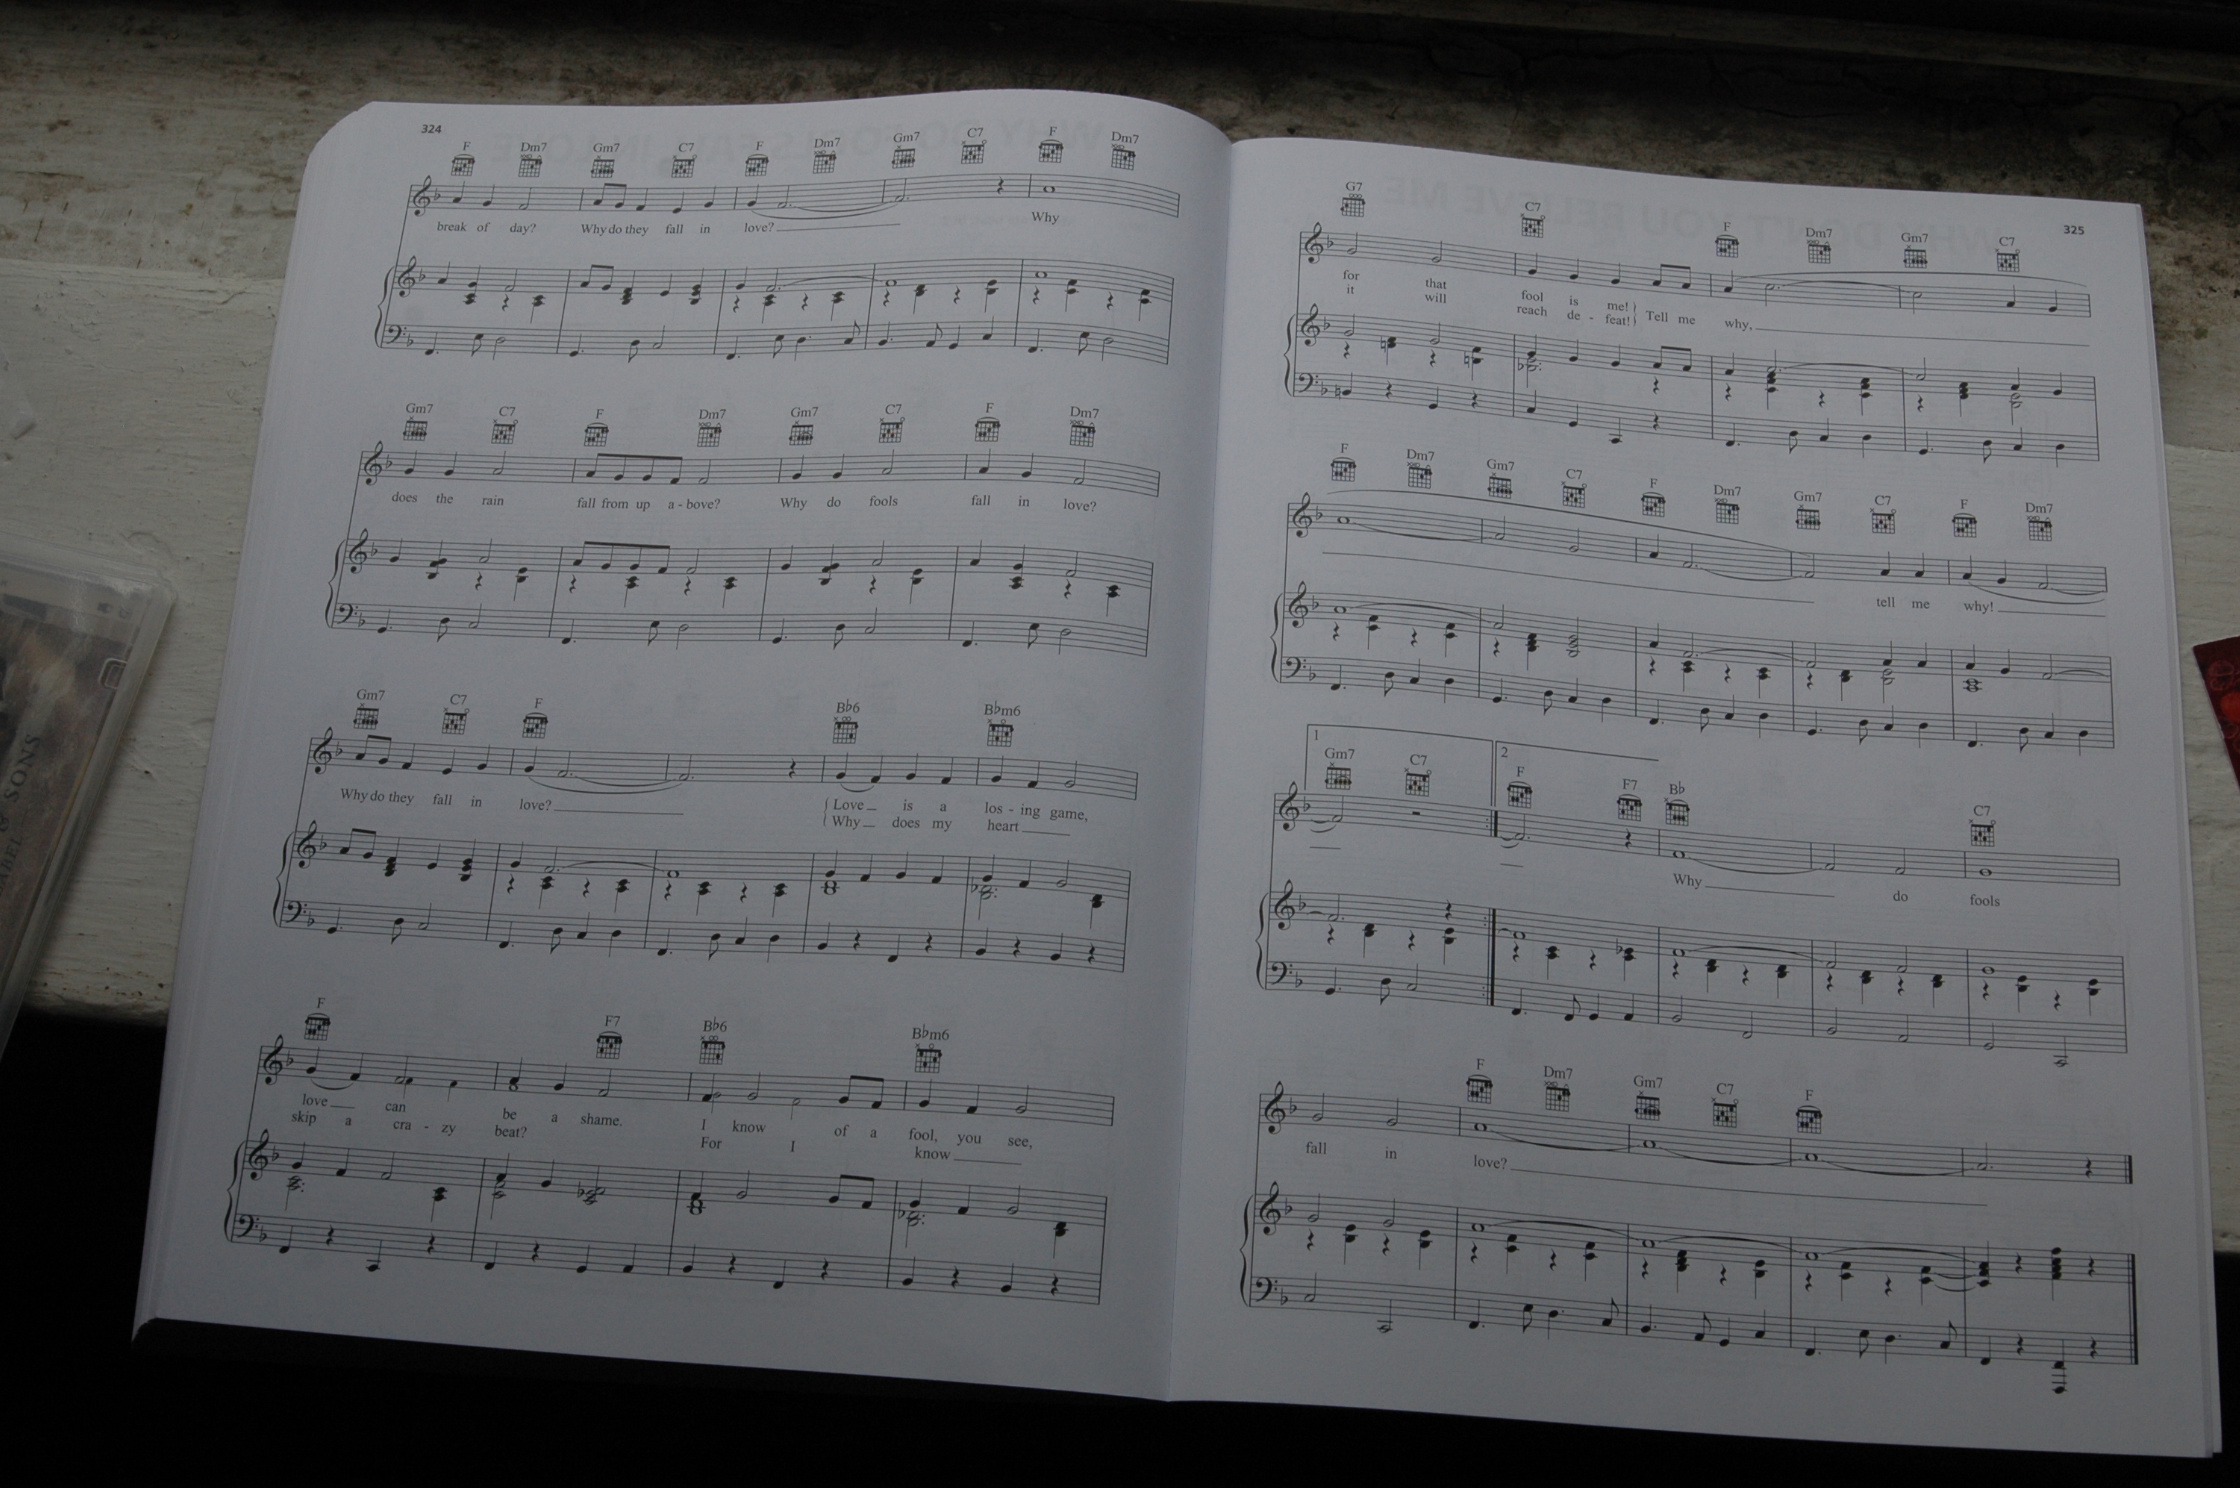 324
F Dm7 Gm7 C7 F Dm7 Gm7 C7 F Dm7
break of day? Why do they fall in love? Why
Gm7 C7 F Dm7 Gm7 C7 F Dm7
does the rain fall from up a - bove? Why do fools fall in love?
Gm7 C7 F B♭6 B♭m6
Why do they fall in love? Love is a los - ing game,
Why does my heart
F F7 B♭6 B♭m6
love can be a shame. I know of a fool, you see,
skip a cra - zy beat? For I know
325
G7 C7 F Dm7 Gm7 C7
for that fool is me! Tell me why,
it will reach de - feat!
F Dm7 Gm7 C7 F Dm7 Gm7 C7 F Dm7
tell me why!
1 2
Gm7 C7 F F7 B♭ C7
Why do fools
F Dm7 Gm7 C7 F
fall in love?
& SONS